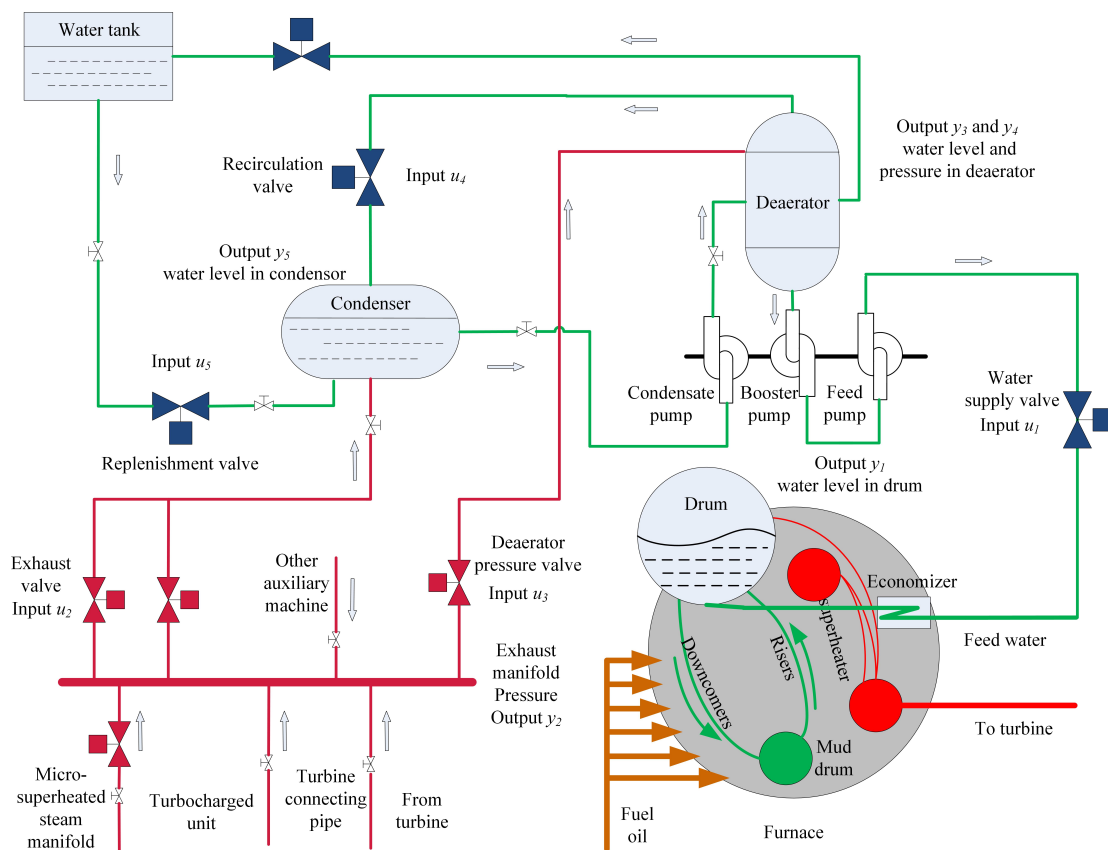 Water tank
Recirculation
valve
Input u4
Output y3 and y4
water level and
pressure in deaerator
Deaerator
Output y5
water level in condensor
Condenser
Input u5
Replenishment valve
Condensate
pump
Booster
pump
Feed
pump
Water
supply valve
Input u1
Output y1
water level in drum
Drum
Exhaust
valve
Input u2
Other
auxiliary
machine
Deaerator
pressure valve
Input u3
Economizer
Feed water
superheater
Risers
Downcomers
Exhaust
manifold
Pressure
Output y2
To turbine
Mud
drum
Micro-
superheated
steam
manifold
Turbocharged
unit
Turbine
connecting
pipe
From
turbine
Fuel
oil
Furnace